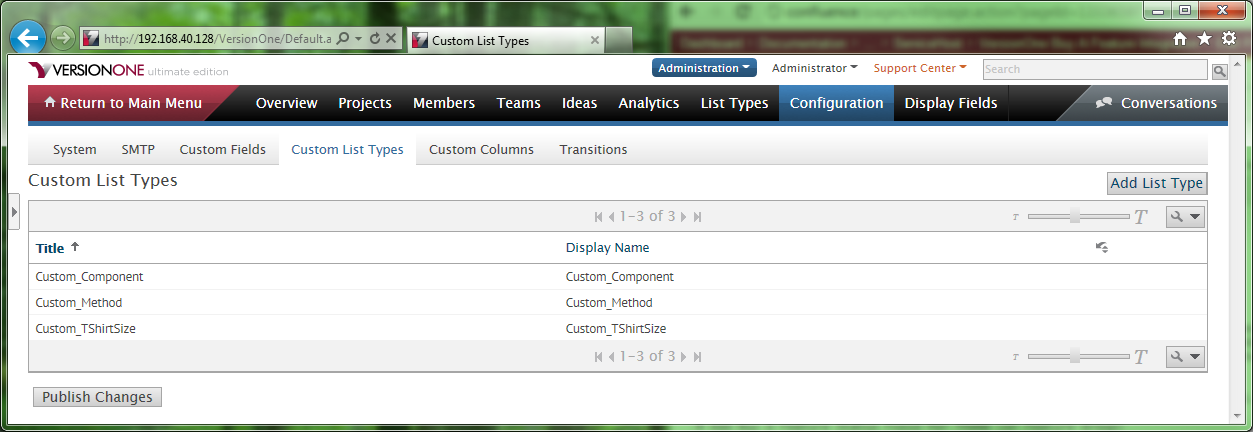 http://192.168.40.128/VersionOne/Default.a
Custom List Types
VERSIONONE ultimate edition
Administration
Administrator
Support Center
Search
Return to Main Menu
Overview Projects Members Teams Ideas Analytics List Types Configuration Display Fields
Conversations
System SMTP Custom Fields Custom List Types Custom Columns Transitions
Custom List Types
Add List Type
1-3 of 3
T T
Title Display Name
Custom_Component Custom_Component
Custom_Method Custom_Method
Custom_TShirtSize Custom_TShirtSize
1-3 of 3
T T
Publish Changes